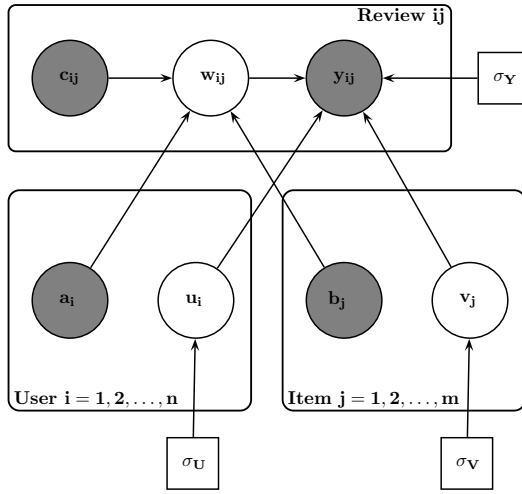 Review ij
c_ij
w_ij
y_ij
σ_Y
a_i
u_i
b_j
v_j
User i = 1, 2, . . . , n
Item j = 1, 2, . . . , m
σ_U
σ_V